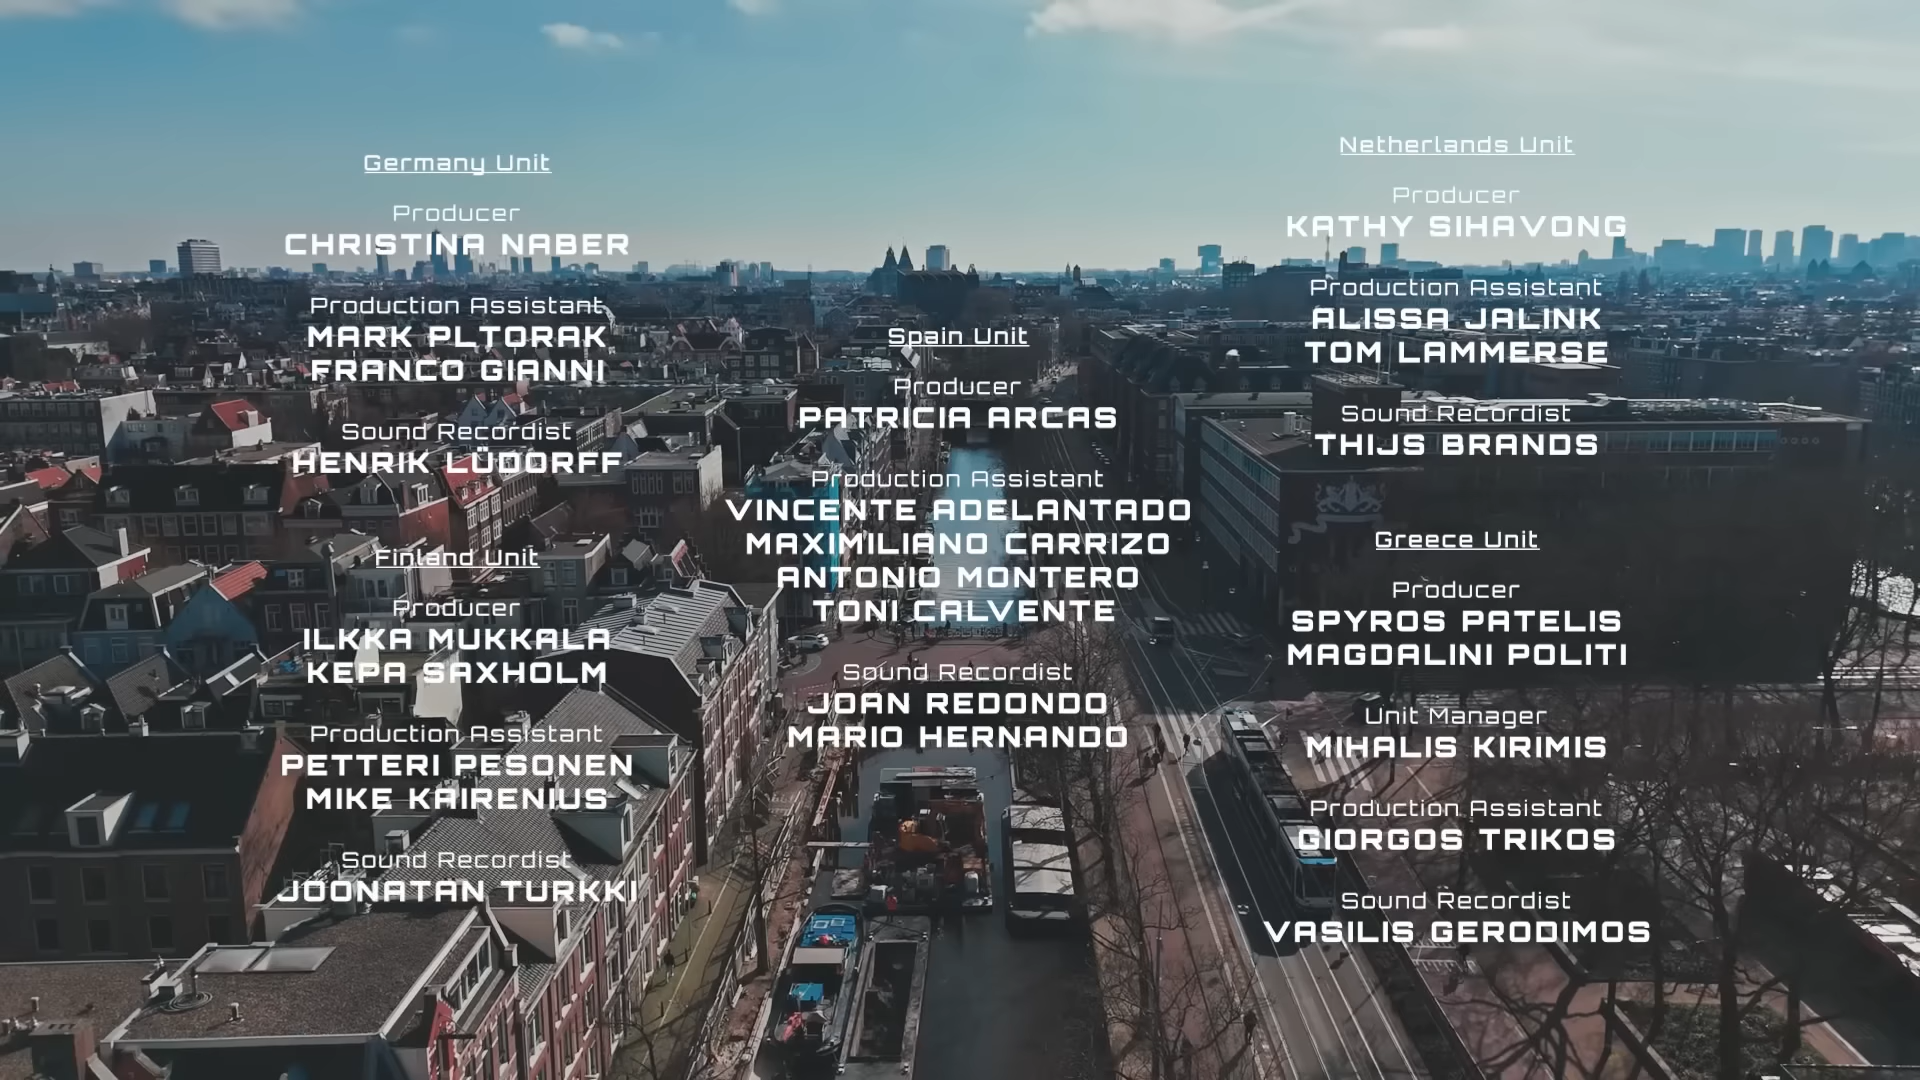 Germany Unit
Producer
CHRISTINA NABER
Production Assistant
MARK PLTORAK
FRANCO GIANNI
Sound Recordist
HENRIK LÜDORFF
Finland Unit
Producer
ILKKA MUKKALA
KEPA SAXHOLM
Production Assistant
PETTERI PESONEN
MIKE KAIRENIUS
Sound Recordist
JOONATAN TURKKI
Spain Unit
Producer
PATRICIA ARCAS
Production Assistant
VINCENTE ADELANTADO
MAXIMILIANO CARRIZO
ANTONIO MONTERO
TONI CALVENTE
Sound Recordist
JOAN REDONDO
MARIO HERNANDO
Netherlands Unit
Producer
KATHY SIHAVONG
Production Assistant
ALISSA JALINK
TOM LAMMERSE
Sound Recordist
THIJS BRANDS
Greece Unit
Producer
SPYROS PATELIS
MAGDALINI POLITI
Unit Manager
MIHALIS KIRIMIS
Production Assistant
GIORGOS TRIKOS
Sound Recordist
VASILIS GERODIMOS